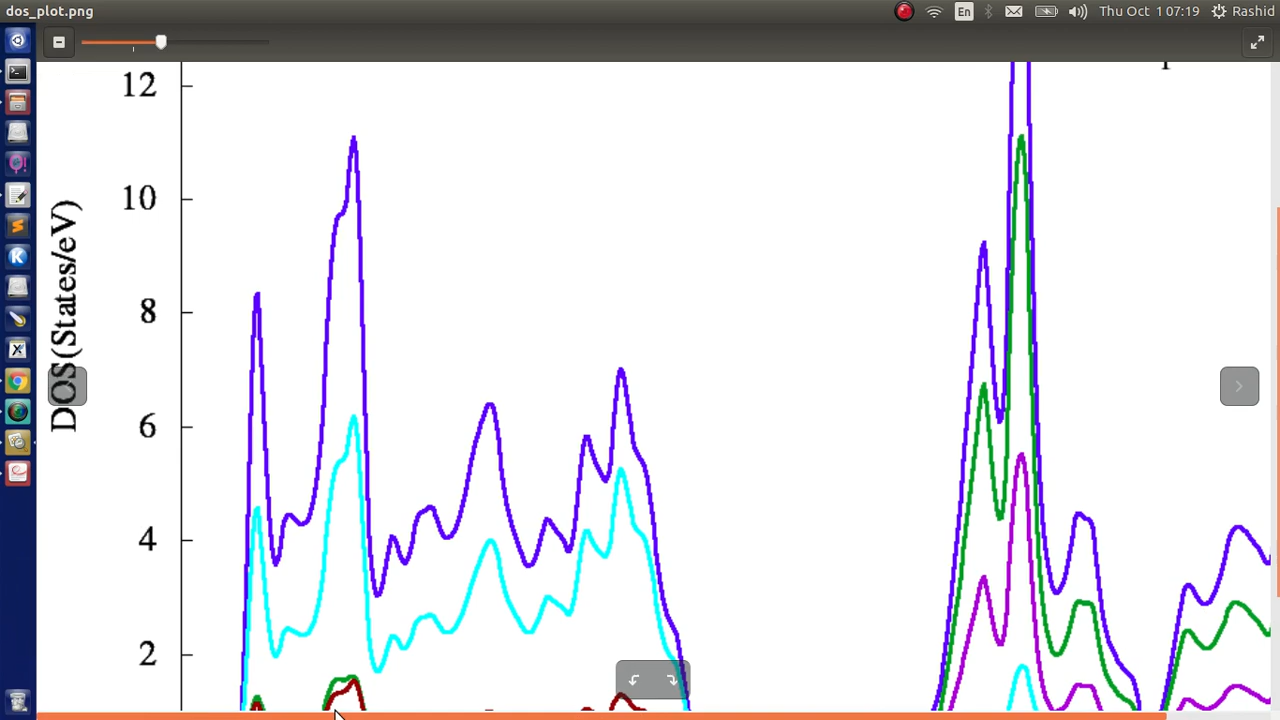 dos_plot.png
En
Thu Oct 1 07:19
Rashid
12
10
8
6
4
2
DOS(States/eV)